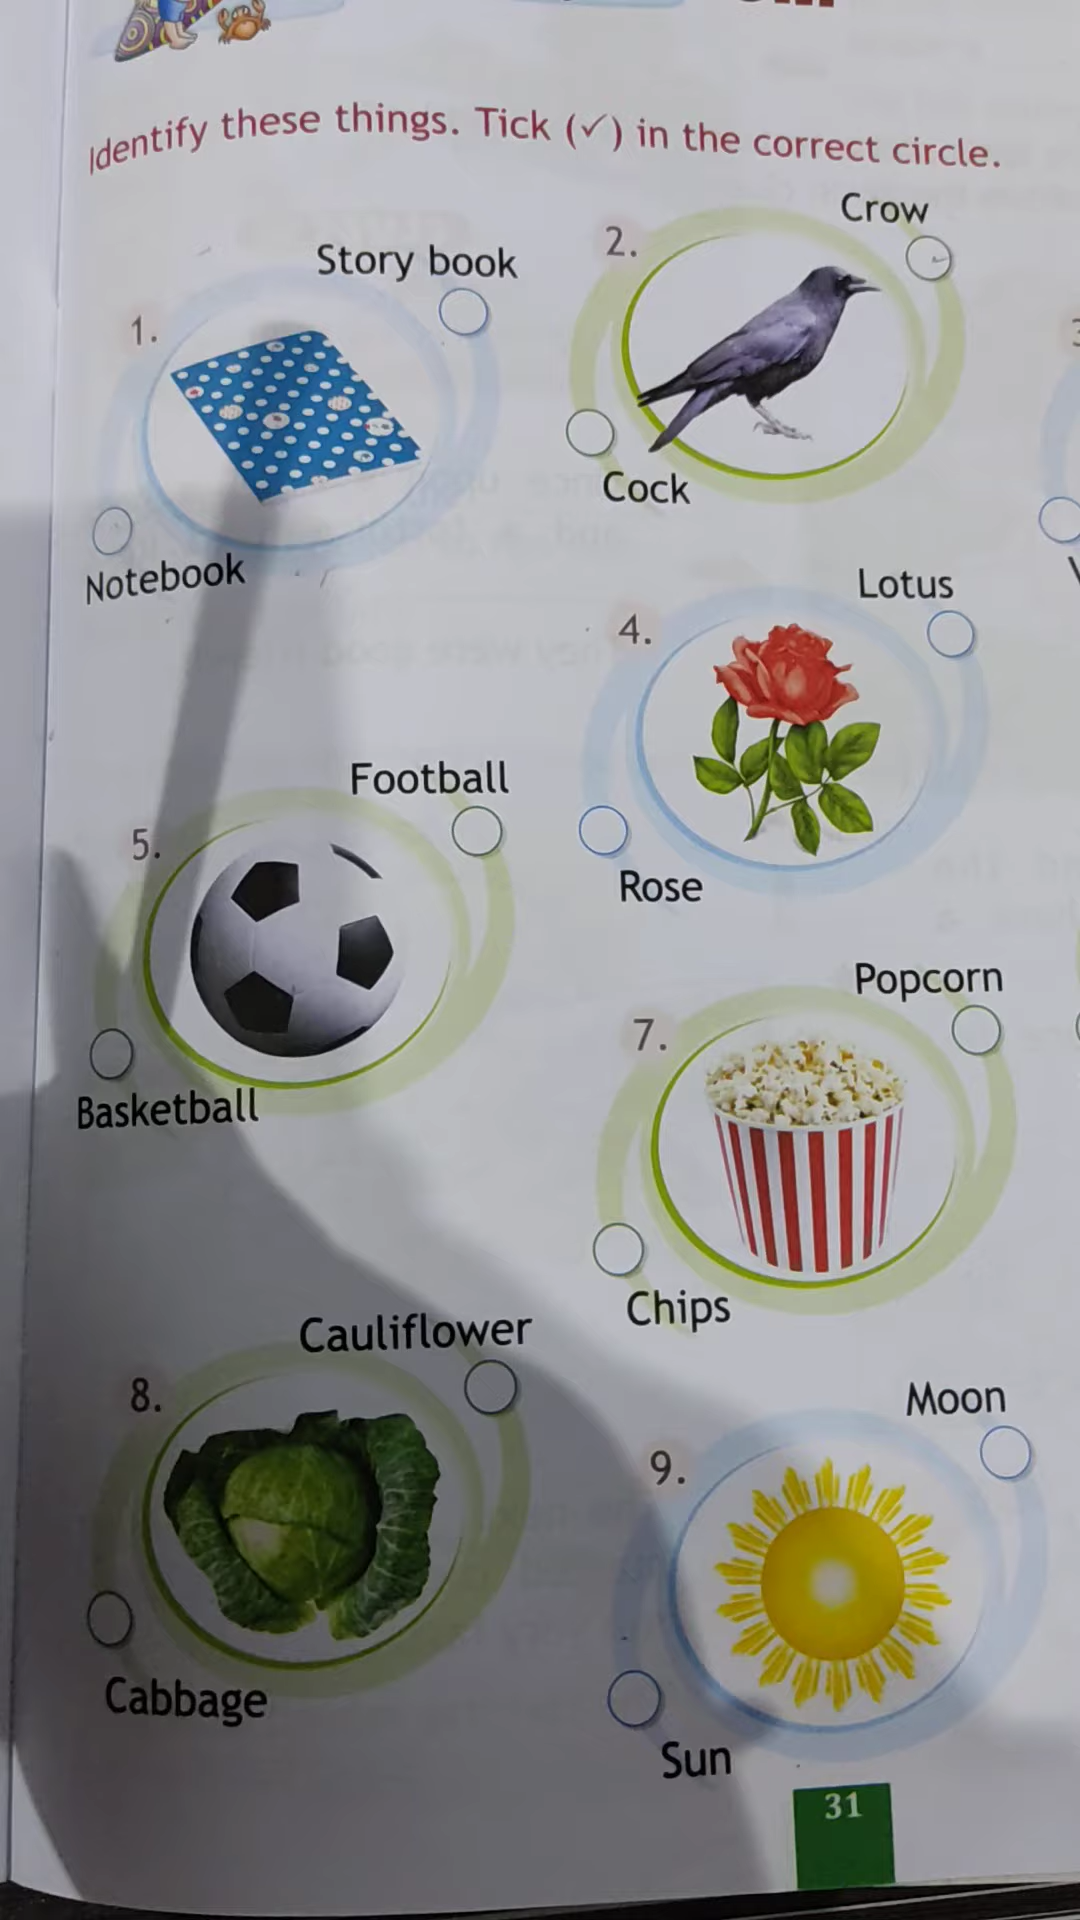 Identify these things. Tick (✓) in the correct circle.
1.
Story book
Notebook
2.
Crow
Cock
4.
Lotus
Rose
5.
Football
Basketball
7.
Popcorn
Chips
8.
Cauliflower
Cabbage
9.
Moon
Sun
31